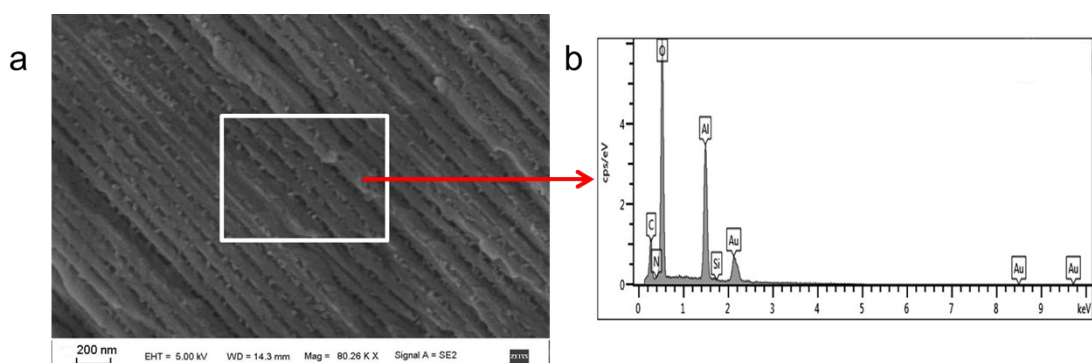 a
b
200 nm
EHT = 5.00 kV
WD = 14.3 mm
Mag = 80.26 K X
Signal A = SE2
ZEISS
cps/eV
4
2
0
O
Al
C
N
Si
Au
Au
Au
0 1 2 3 4 5 6 7 8 9 keV